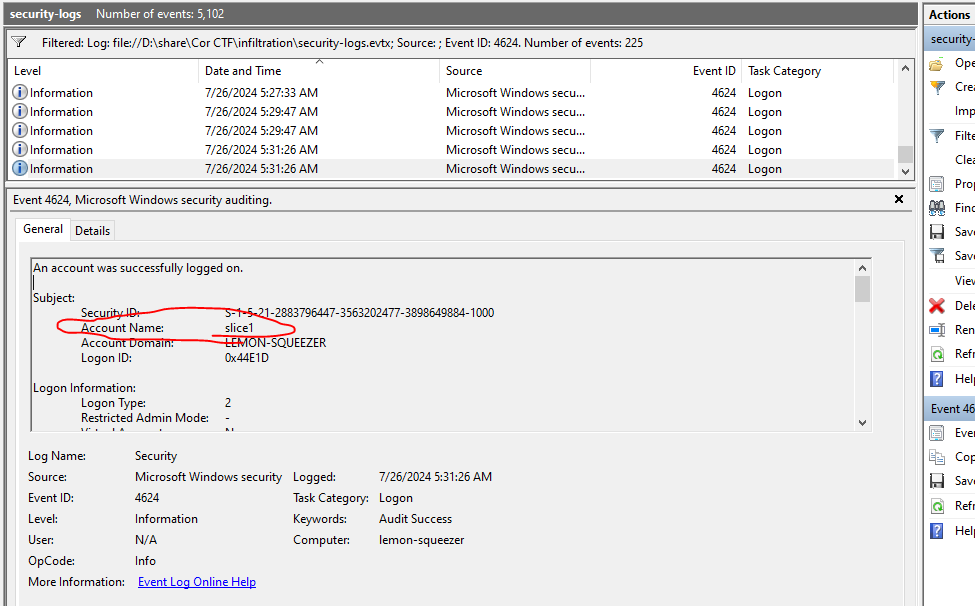 security-logs Number of events: 5,102
Filtered: Log: file://D:\share\Cor CTF\infiltration\security-logs.evtx; Source: ; Event ID: 4624. Number of events: 225
Level Date and Time Source Event ID Task Category
Information 7/26/2024 5:27:33 AM Microsoft Windows secu... 4624 Logon
Information 7/26/2024 5:29:47 AM Microsoft Windows secu... 4624 Logon
Information 7/26/2024 5:29:47 AM Microsoft Windows secu... 4624 Logon
Information 7/26/2024 5:31:26 AM Microsoft Windows secu... 4624 Logon
Information 7/26/2024 5:31:26 AM Microsoft Windows secu... 4624 Logon
Event 4624, Microsoft Windows security auditing.
General Details
An account was successfully logged on.
Subject:
Security ID: S-1-5-21-2883796447-3563202477-3898649884-1000
Account Name: slice1
Account Domain: LEMON-SQUEEZER
Logon ID: 0x44E1D
Logon Information:
Logon Type: 2
Restricted Admin Mode: -
Log Name: Security
Source: Microsoft Windows security Logged: 7/26/2024 5:31:26 AM
Event ID: 4624 Task Category: Logon
Level: Information Keywords: Audit Success
User: N/A Computer: lemon-squeezer
OpCode: Info
More Information: Event Log Online Help
Actions
security-
Ope
Crea
Imp
Filte
Clea
Prop
Find
Save
Save
View
Dele
Ren
Refr
Help
Event 46
Eve
Cop
Save
Refr
Help